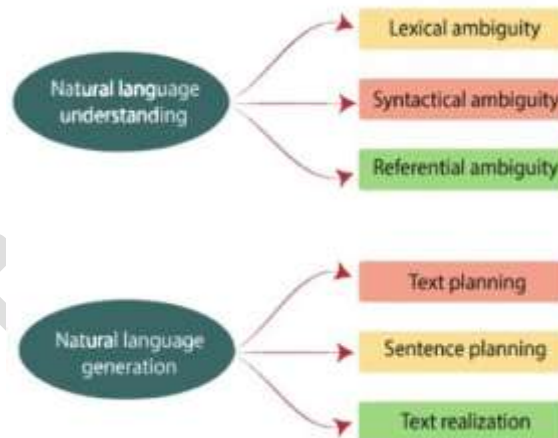 Natural language
understanding
Lexical ambiguity
Syntactical ambiguity
Referential ambiguity
Natural language
generation
Text planning
Sentence planning
Text realization